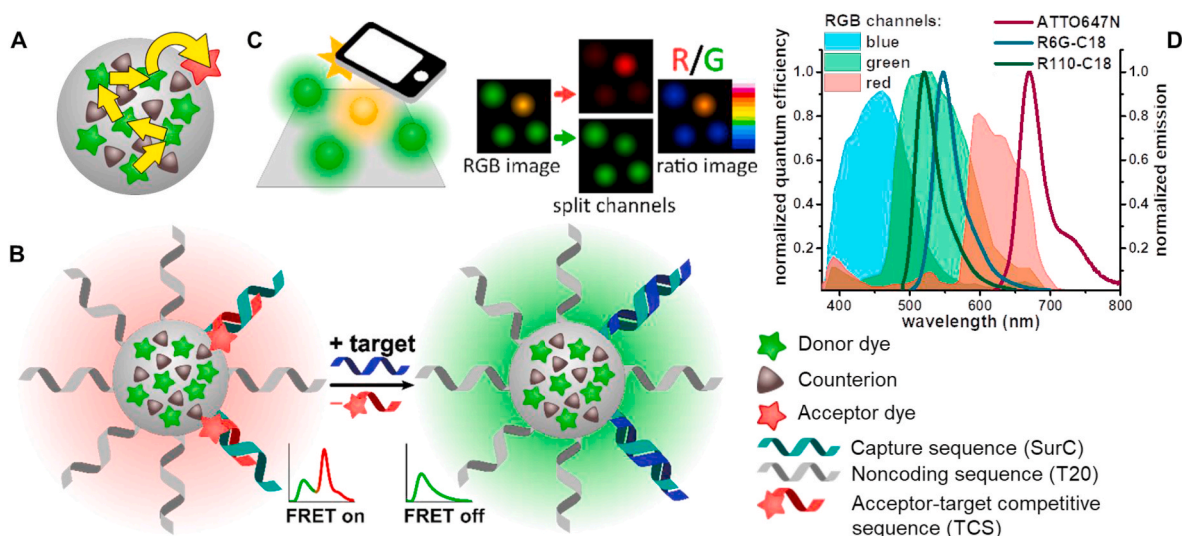 A
C
D
R/G
RGB image
split channels
ratio image
RGB channels:
blue
green
red
ATTO647N
R6G-C18
R110-C18
normalized quantum efficiency
1.0
0.8
0.6
0.4
0.2
1.0
0.8
0.6
0.4
0.2
normalized emission
400
500
600
700
800
wavelength (nm)
B
+ target
−
FRET on
FRET off
Donor dye
Counterion
Acceptor dye
Capture sequence (SurC)
Noncoding sequence (T20)
Acceptor-target competitive
sequence (TCS)